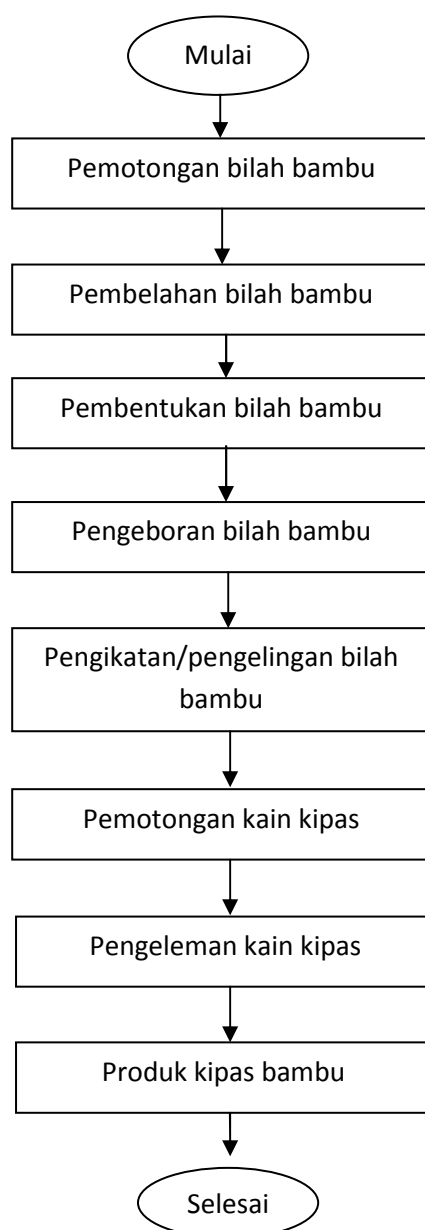 Mulai
Pemotongan bilah bambu
Pembelahan bilah bambu
Pembentukan bilah bambu
Pengeboran bilah bambu
Pengikatan/pengelingan bilah
bambu
Pemotongan kain kipas
Pengeleman kain kipas
Produk kipas bambu
Selesai